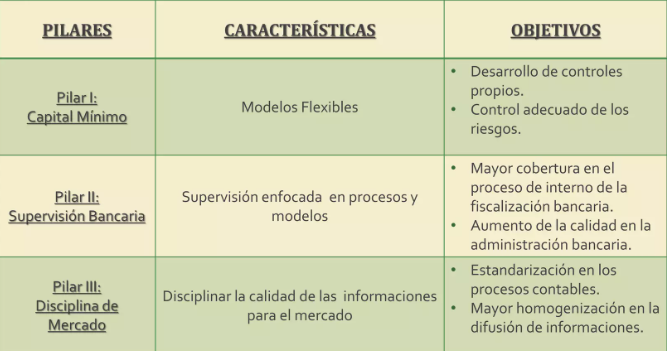 PILARES
CARACTERÍSTICAS
OBJETIVOS
Pilar I:
Capital Mínimo
Modelos Flexibles
• Desarrollo de controles
propios.
• Control adecuado de los
riesgos.
Pilar II:
Supervisión Bancaria
Supervisión enfocada en procesos y
modelos
• Mayor cobertura en el
proceso de interno de la
fiscalización bancaria.
• Aumento de la calidad en la
administración bancaria.
Pilar III:
Disciplina de
Mercado
Disciplinar la calidad de las informaciones
para el mercado
• Estandarización en los
procesos contables.
• Mayor homogenización en la
difusión de informaciones.